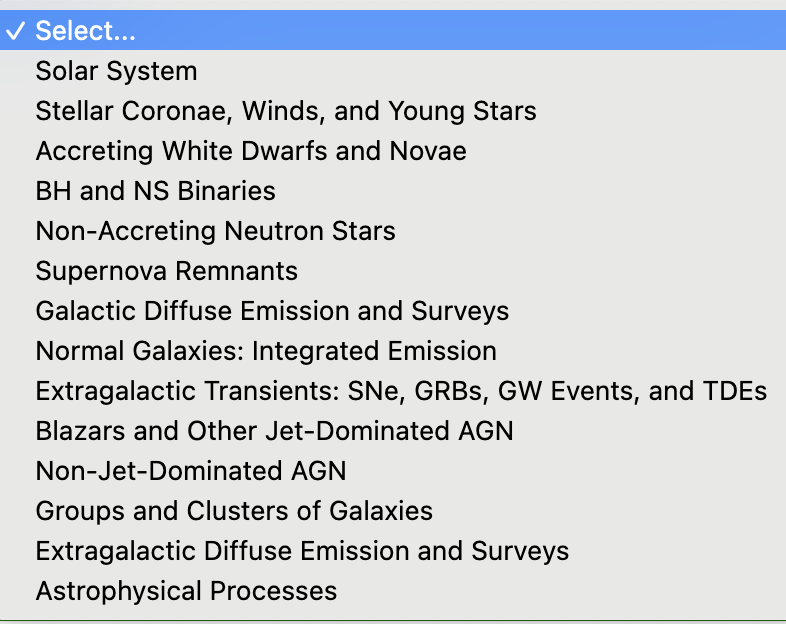 ✓ Select...
Solar System
Stellar Coronae, Winds, and Young Stars
Accreting White Dwarfs and Novae
BH and NS Binaries
Non-Accreting Neutron Stars
Supernova Remnants
Galactic Diffuse Emission and Surveys
Normal Galaxies: Integrated Emission
Extragalactic Transients: SNe, GRBs, GW Events, and TDEs
Blazars and Other Jet-Dominated AGN
Non-Jet-Dominated AGN
Groups and Clusters of Galaxies
Extragalactic Diffuse Emission and Surveys
Astrophysical Processes